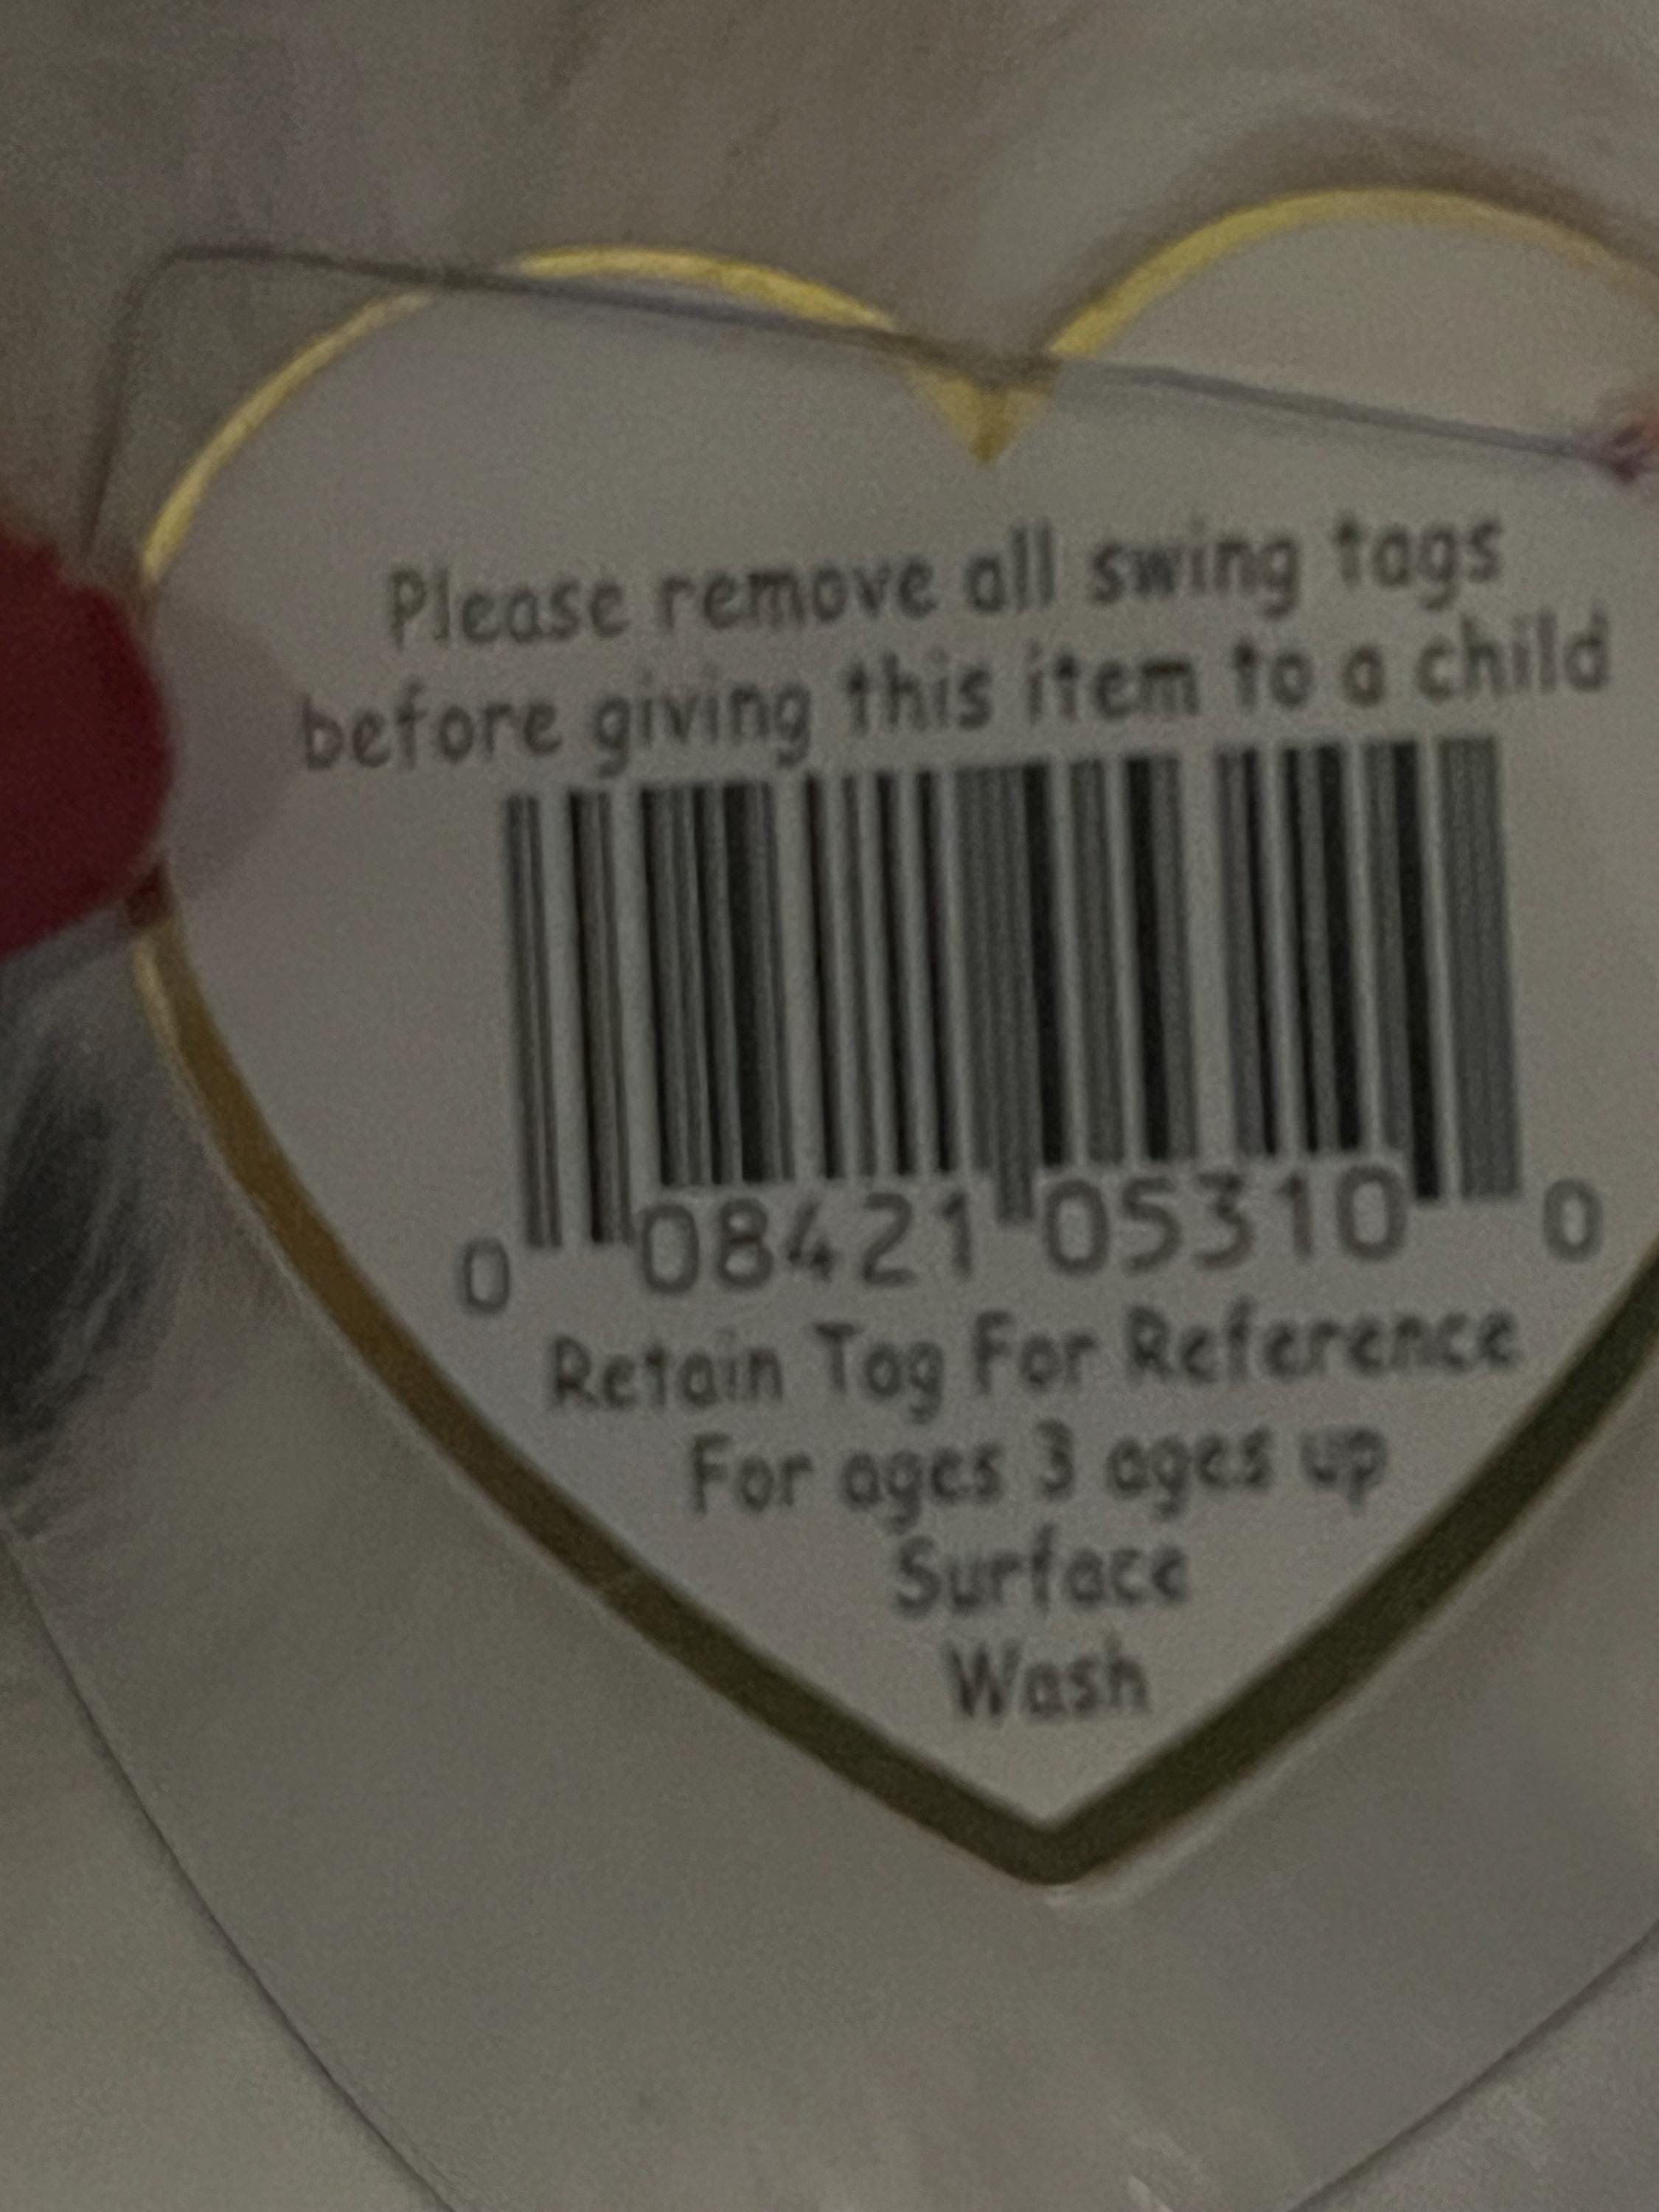 Please remove all swing tags
before giving this item to a child
0 08421 05310 0
Retain Tag For Reference
For ages 3 ages up
Surface
Wash